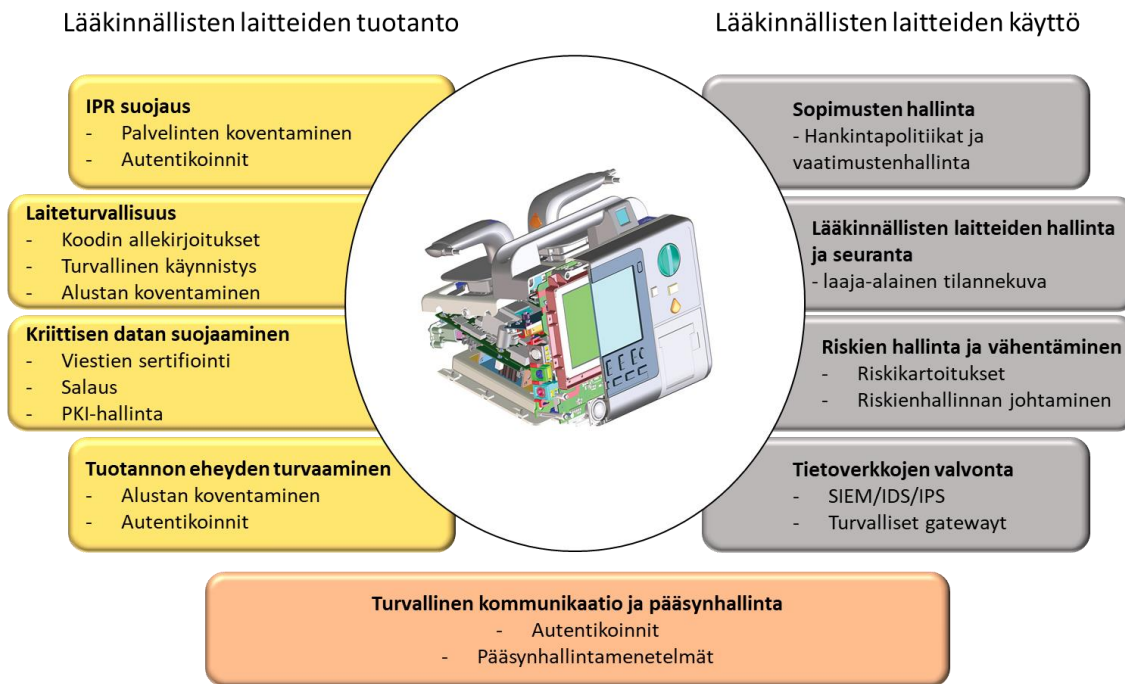 Lääkinnällisten laitteiden tuotanto
Lääkinnällisten laitteiden käyttö
IPR suojaus
- Palvelinten koventaminen
- Autentikoinnit
Laiteturvallisuus
- Koodin allekirjoitukset
- Turvallinen käynnistys
- Alustan koventaminen
Kriittisen datan suojaaminen
- Viestien sertifiointi
- Salaus
- PKI-hallinta
Tuotannon eheyden turvaaminen
- Alustan koventaminen
- Autentikoinnit
Sopimusten hallinta
- Hankintapolitiikat ja
vaatimustenhallinta
Lääkinnällisten laitteiden hallinta
ja seuranta
- laaja-alainen tilannekuva
Riskien hallinta ja vähentäminen
- Riskikartoitukset
- Riskienhallinnan johtaminen
Tietoverkkojen valvonta
- SIEM/IDS/IPS
- Turvalliset gatewayt
Turvallinen kommunikaatio ja pääsynhallinta
- Autentikoinnit
- Pääsynhallintamenetelmät